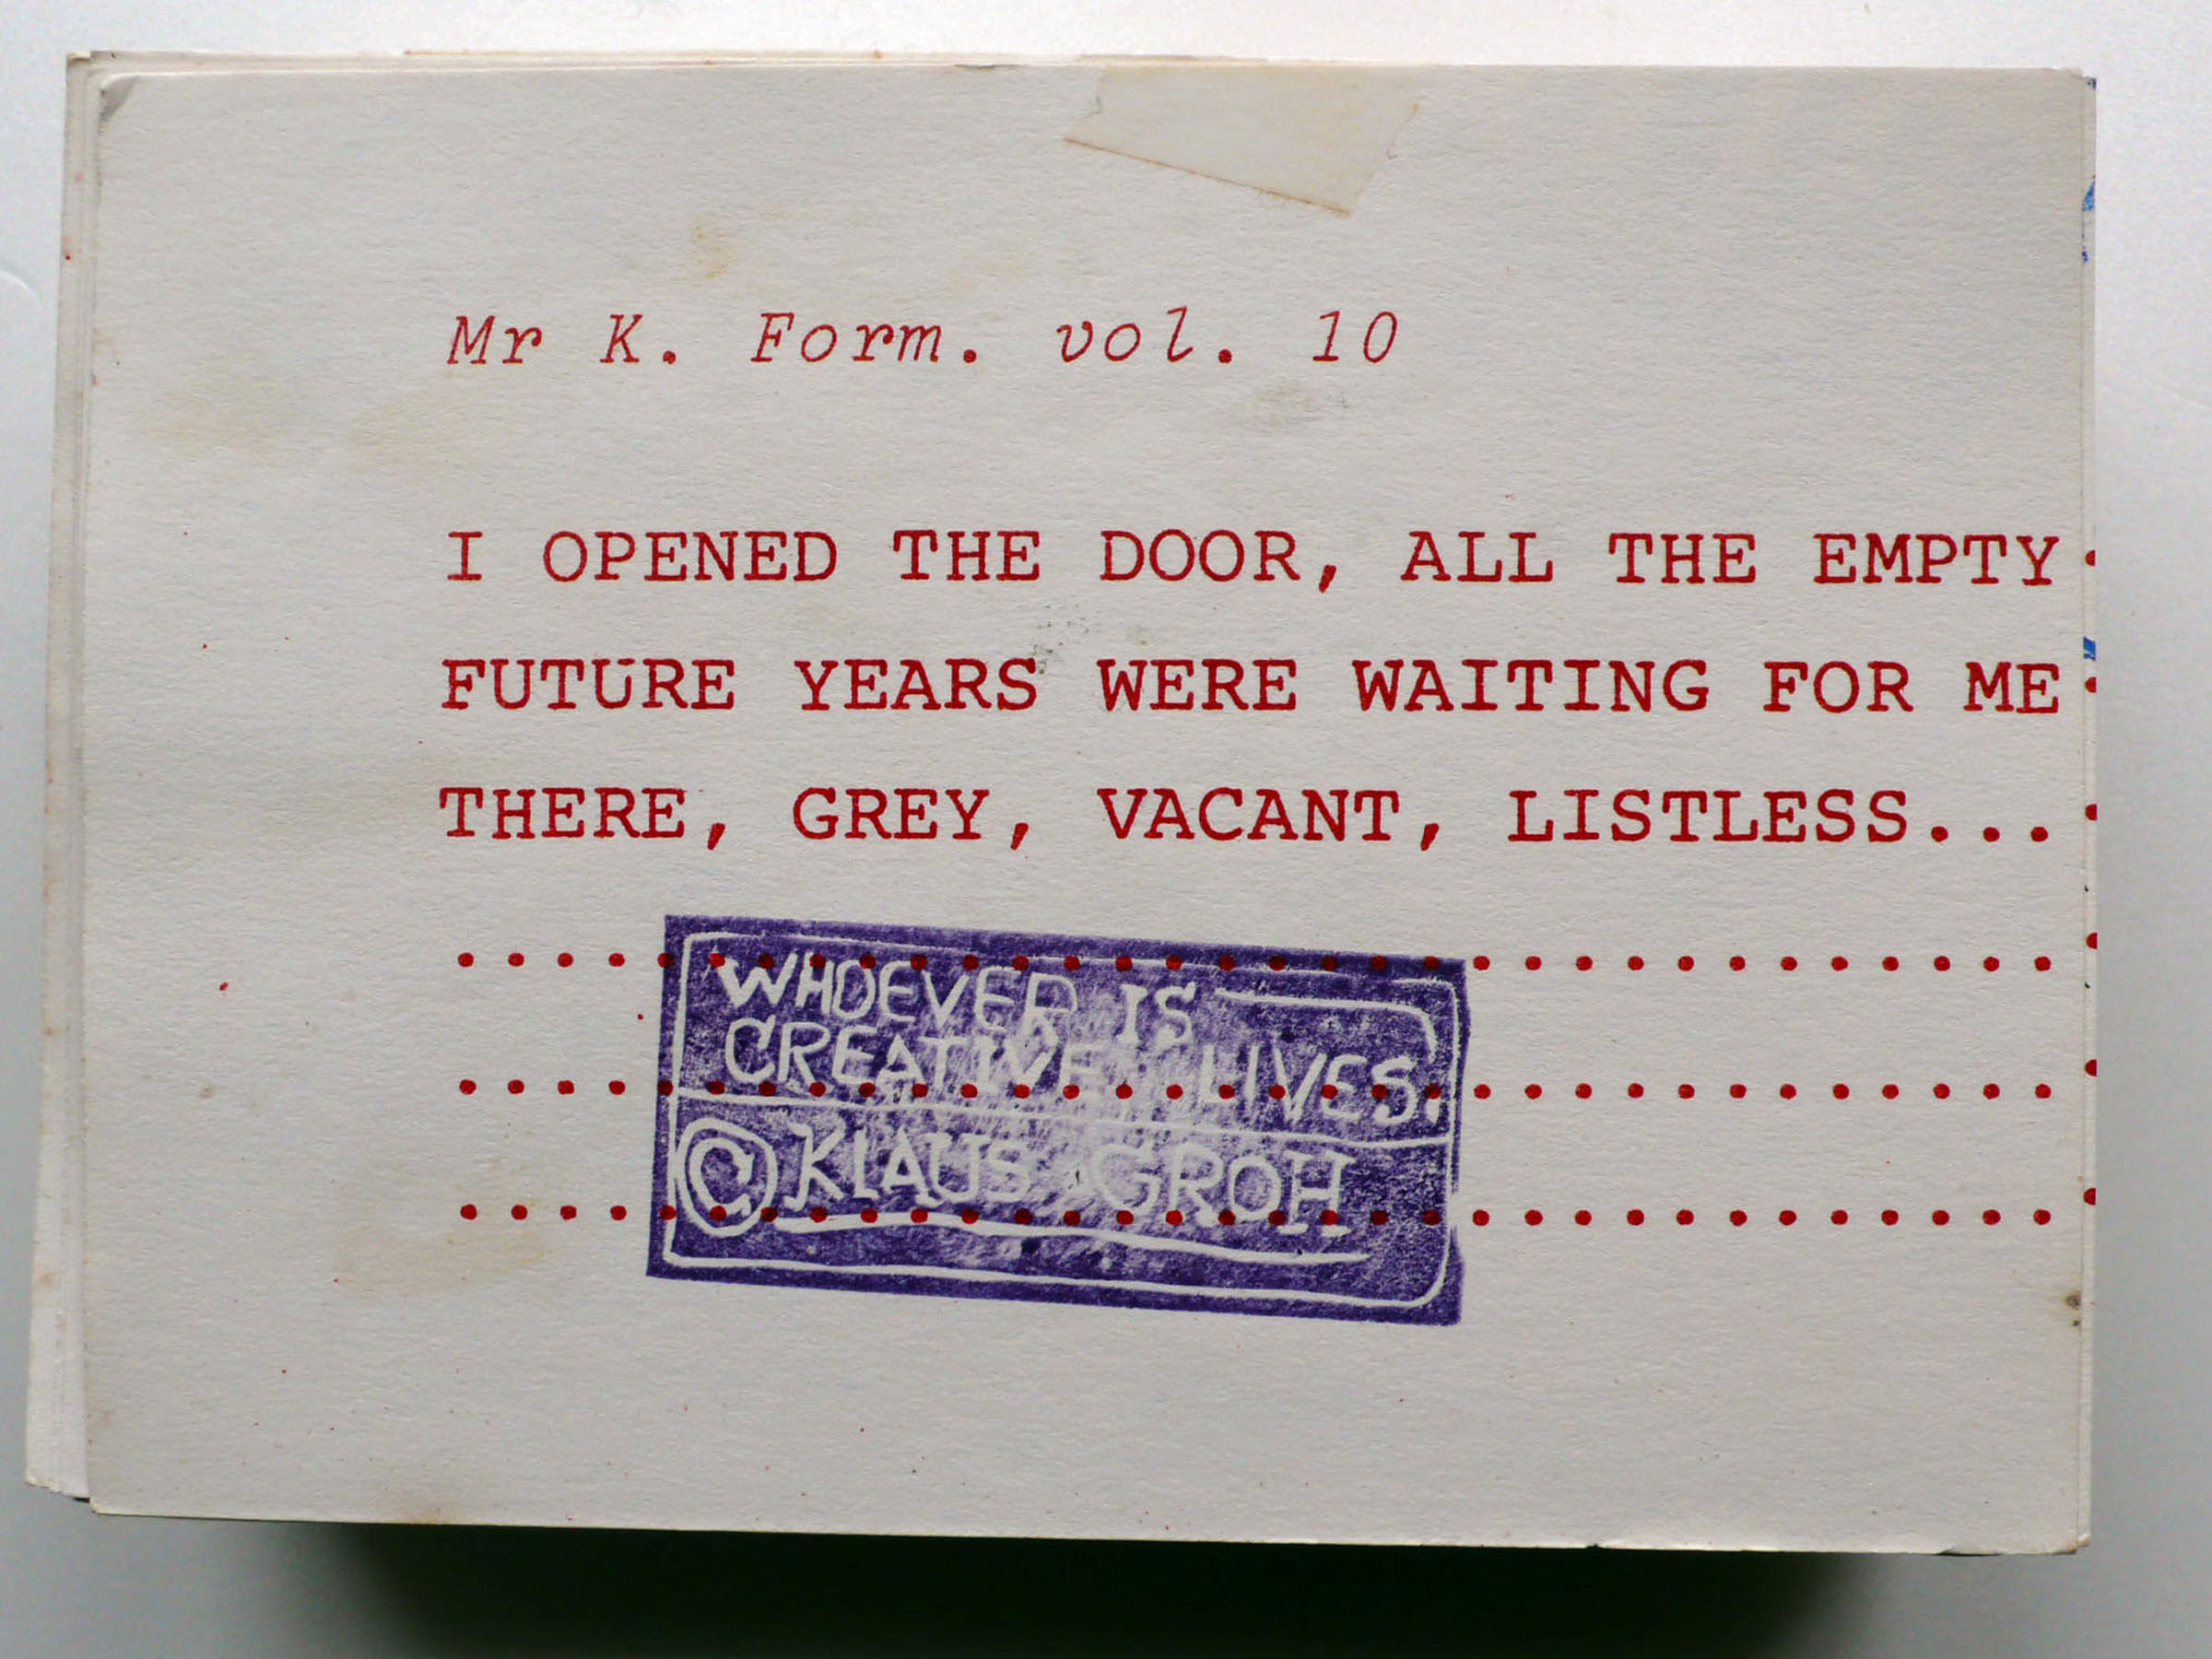 Mr K. Form. vol. 10
I OPENED THE DOOR, ALL THE EMPTY
FUTURE YEARS WERE WAITING FOR ME
THERE, GREY, VACANT, LISTLESS...
................................
................................
................................
WHOEVER IS
CREATIVE LIVES.
© KLAUS GROH